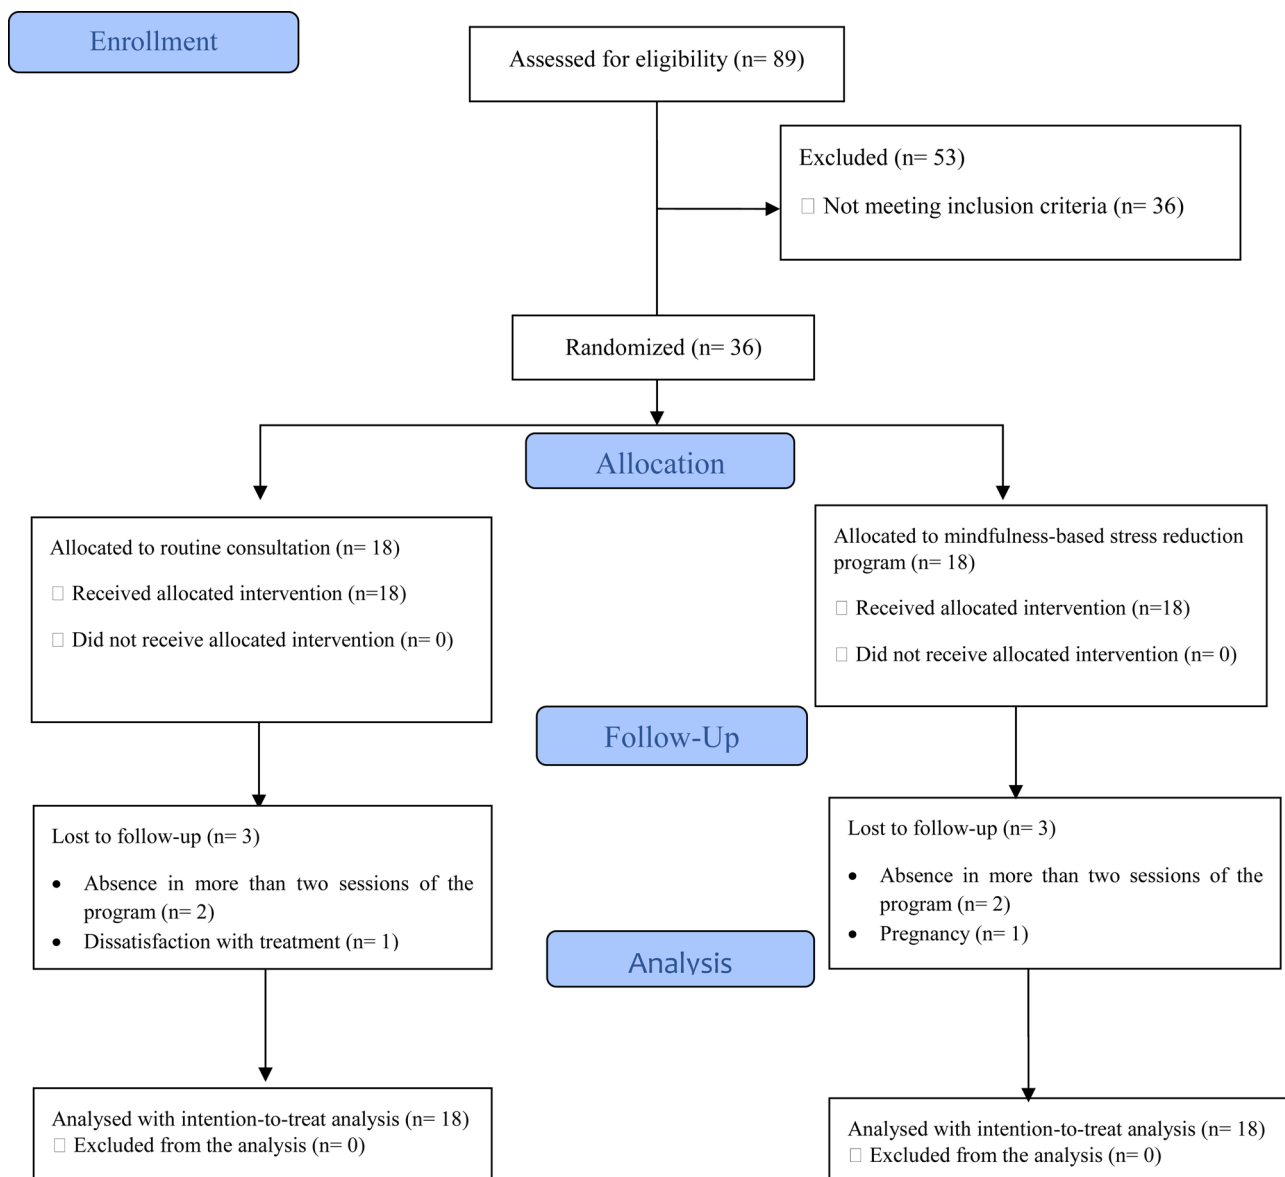 Enrollment
Assessed for eligibility (n= 89)
Excluded (n= 53)
□ Not meeting inclusion criteria (n= 36)
Randomized (n= 36)
Allocation
Allocated to routine consultation (n= 18)
□ Received allocated intervention (n=18)
□ Did not receive allocated intervention (n= 0)
Allocated to mindfulness-based stress reduction
program (n= 18)
□ Received allocated intervention (n=18)
□ Did not receive allocated intervention (n= 0)
Follow-Up
Lost to follow-up (n= 3)
• Absence in more than two sessions of the
program (n= 2)
• Dissatisfaction with treatment (n= 1)
Lost to follow-up (n= 3)
• Absence in more than two sessions of the
program (n= 2)
• Pregnancy (n= 1)
Analysis
Analysed with intention-to-treat analysis (n= 18)
□ Excluded from the analysis (n= 0)
Analysed with intention-to-treat analysis (n= 18)
□ Excluded from the analysis (n= 0)